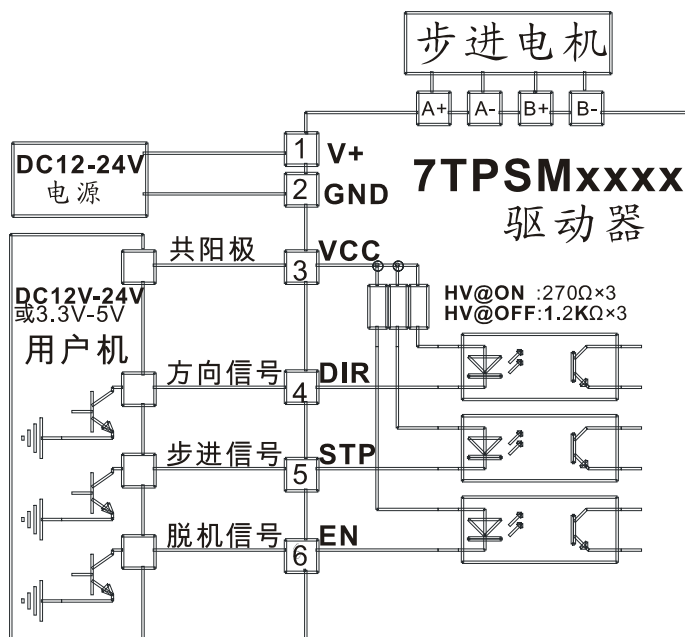 步进电机
A+ A- B+ B-
DC12-24V
电源
1 V+
2 GND
7TPSMxxxx
驱动器
共阳极 3 VCC
DC12V-24V
或3.3V-5V
用户机
HV@ON :270Ω×3
HV@OFF:1.2KΩ×3
方向信号 4 DIR
步进信号 5 STP
脱机信号 6 EN